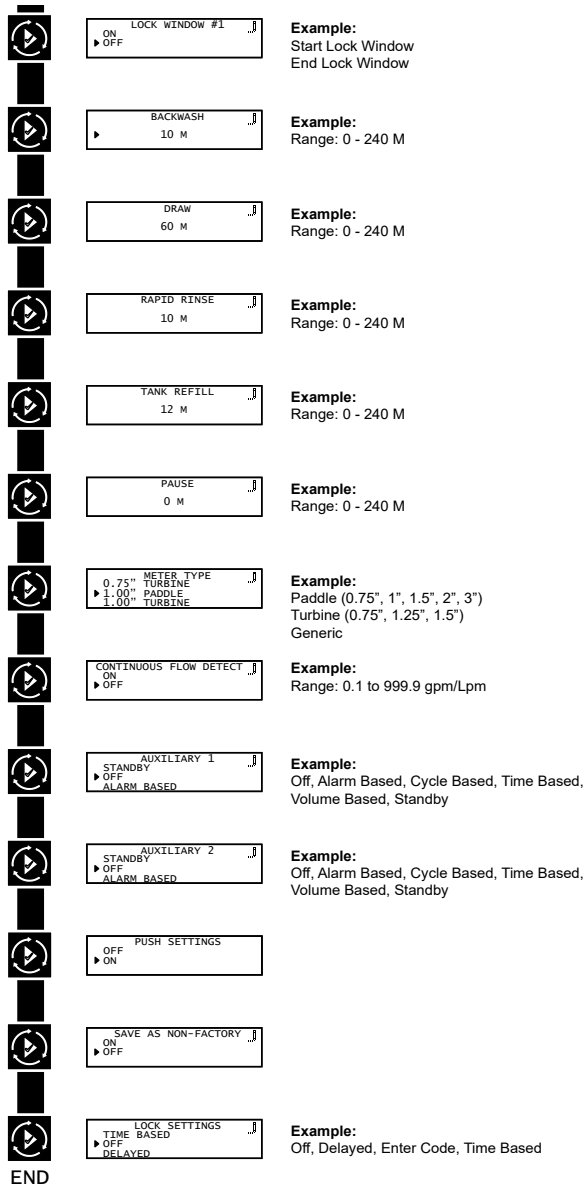 LOCK WINDOW #1
ON
OFF
Example:
Start Lock Window
End Lock Window
BACKWASH
10 M
Example:
Range: 0 - 240 M
DRAW
60 M
Example:
Range: 0 - 240 M
RAPID RINSE
10 M
Example:
Range: 0 - 240 M
TANK REFILL
12 M
Example:
Range: 0 - 240 M
PAUSE
0 M
Example:
Range: 0 - 240 M
METER TYPE
0.75” TURBINE
1.00” PADDLE
1.00” TURBINE
Example:
Paddle (0.75”, 1”, 1.5”, 2”, 3”)
Turbine (0.75”, 1.25”, 1.5”)
Generic
CONTINUOUS FLOW DETECT
ON
OFF
Example:
Range: 0.1 to 999.9 gpm/Lpm
AUXILIARY 1
STANDBY
OFF
ALARM BASED
Example:
Off, Alarm Based, Cycle Based, Time Based,
Volume Based, Standby
AUXILIARY 2
STANDBY
OFF
ALARM BASED
Example:
Off, Alarm Based, Cycle Based, Time Based,
Volume Based, Standby
PUSH SETTINGS
OFF
ON
SAVE AS NON-FACTORY
ON
OFF
LOCK SETTINGS
TIME BASED
OFF
DELAYED
Example:
Off, Delayed, Enter Code, Time Based
END